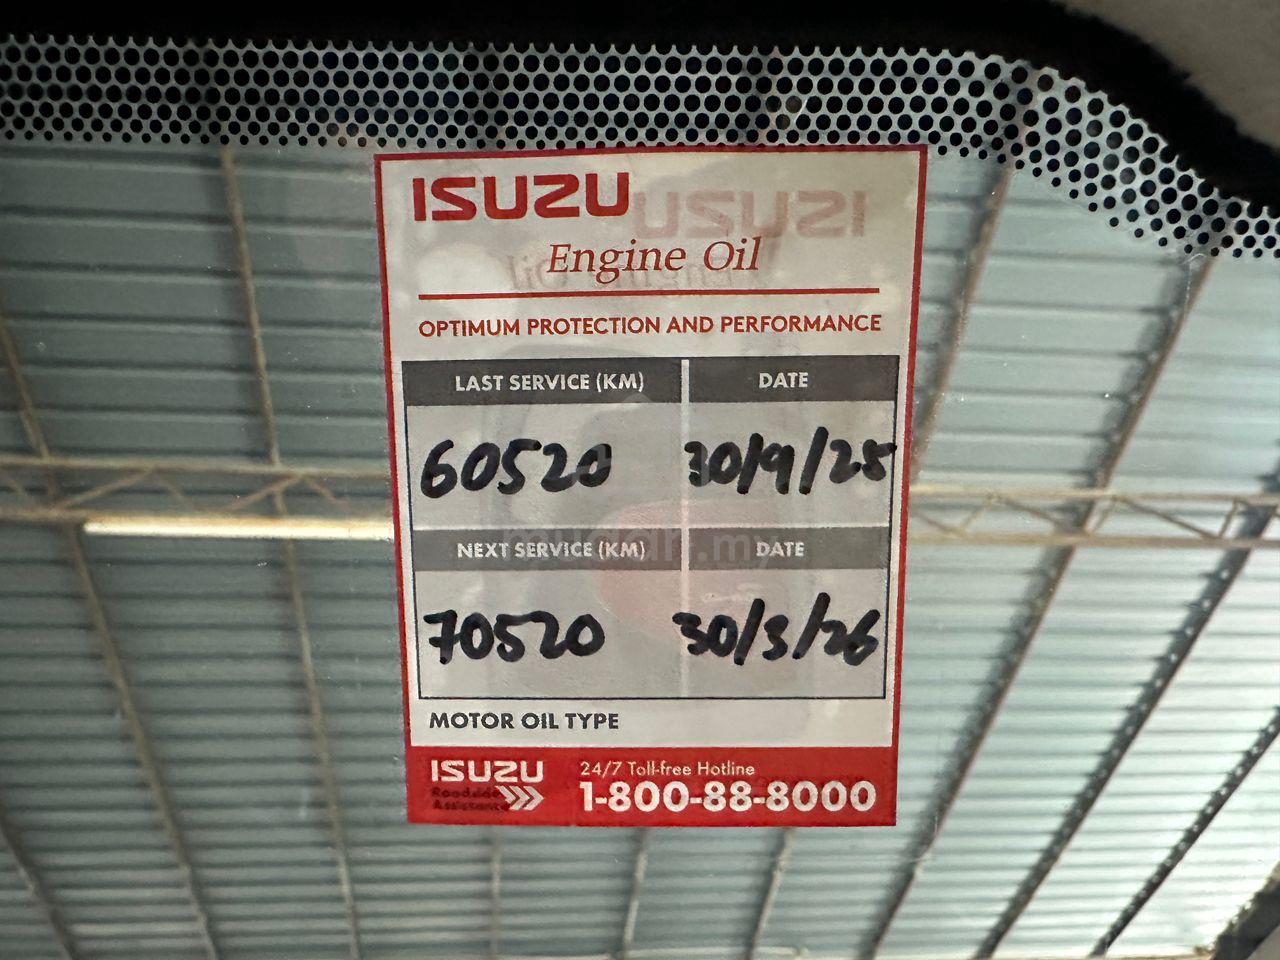 ISUZU
Engine Oil
OPTIMUM PROTECTION AND PERFORMANCE
LAST SERVICE (KM) DATE
60520 30/9/25
NEXT SERVICE (KM) DATE
70520 30/3/26
MOTOR OIL TYPE
ISUZU 24/7 Toll-free Hotline
Roadside Assistance 1-800-88-8000